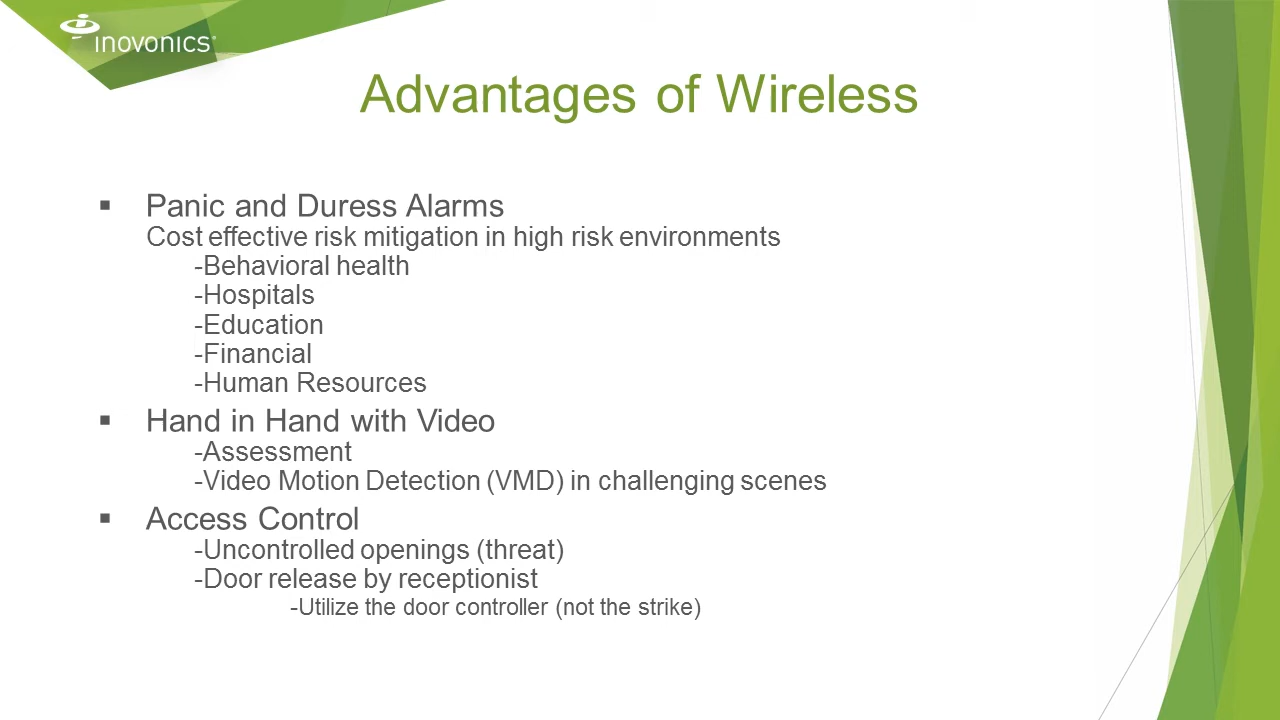 inovonics
Advantages of Wireless
▪ Panic and Duress Alarms
Cost effective risk mitigation in high risk environments
-Behavioral health
-Hospitals
-Education
-Financial
-Human Resources
▪ Hand in Hand with Video
-Assessment
-Video Motion Detection (VMD) in challenging scenes
▪ Access Control
-Uncontrolled openings (threat)
-Door release by receptionist
-Utilize the door controller (not the strike)